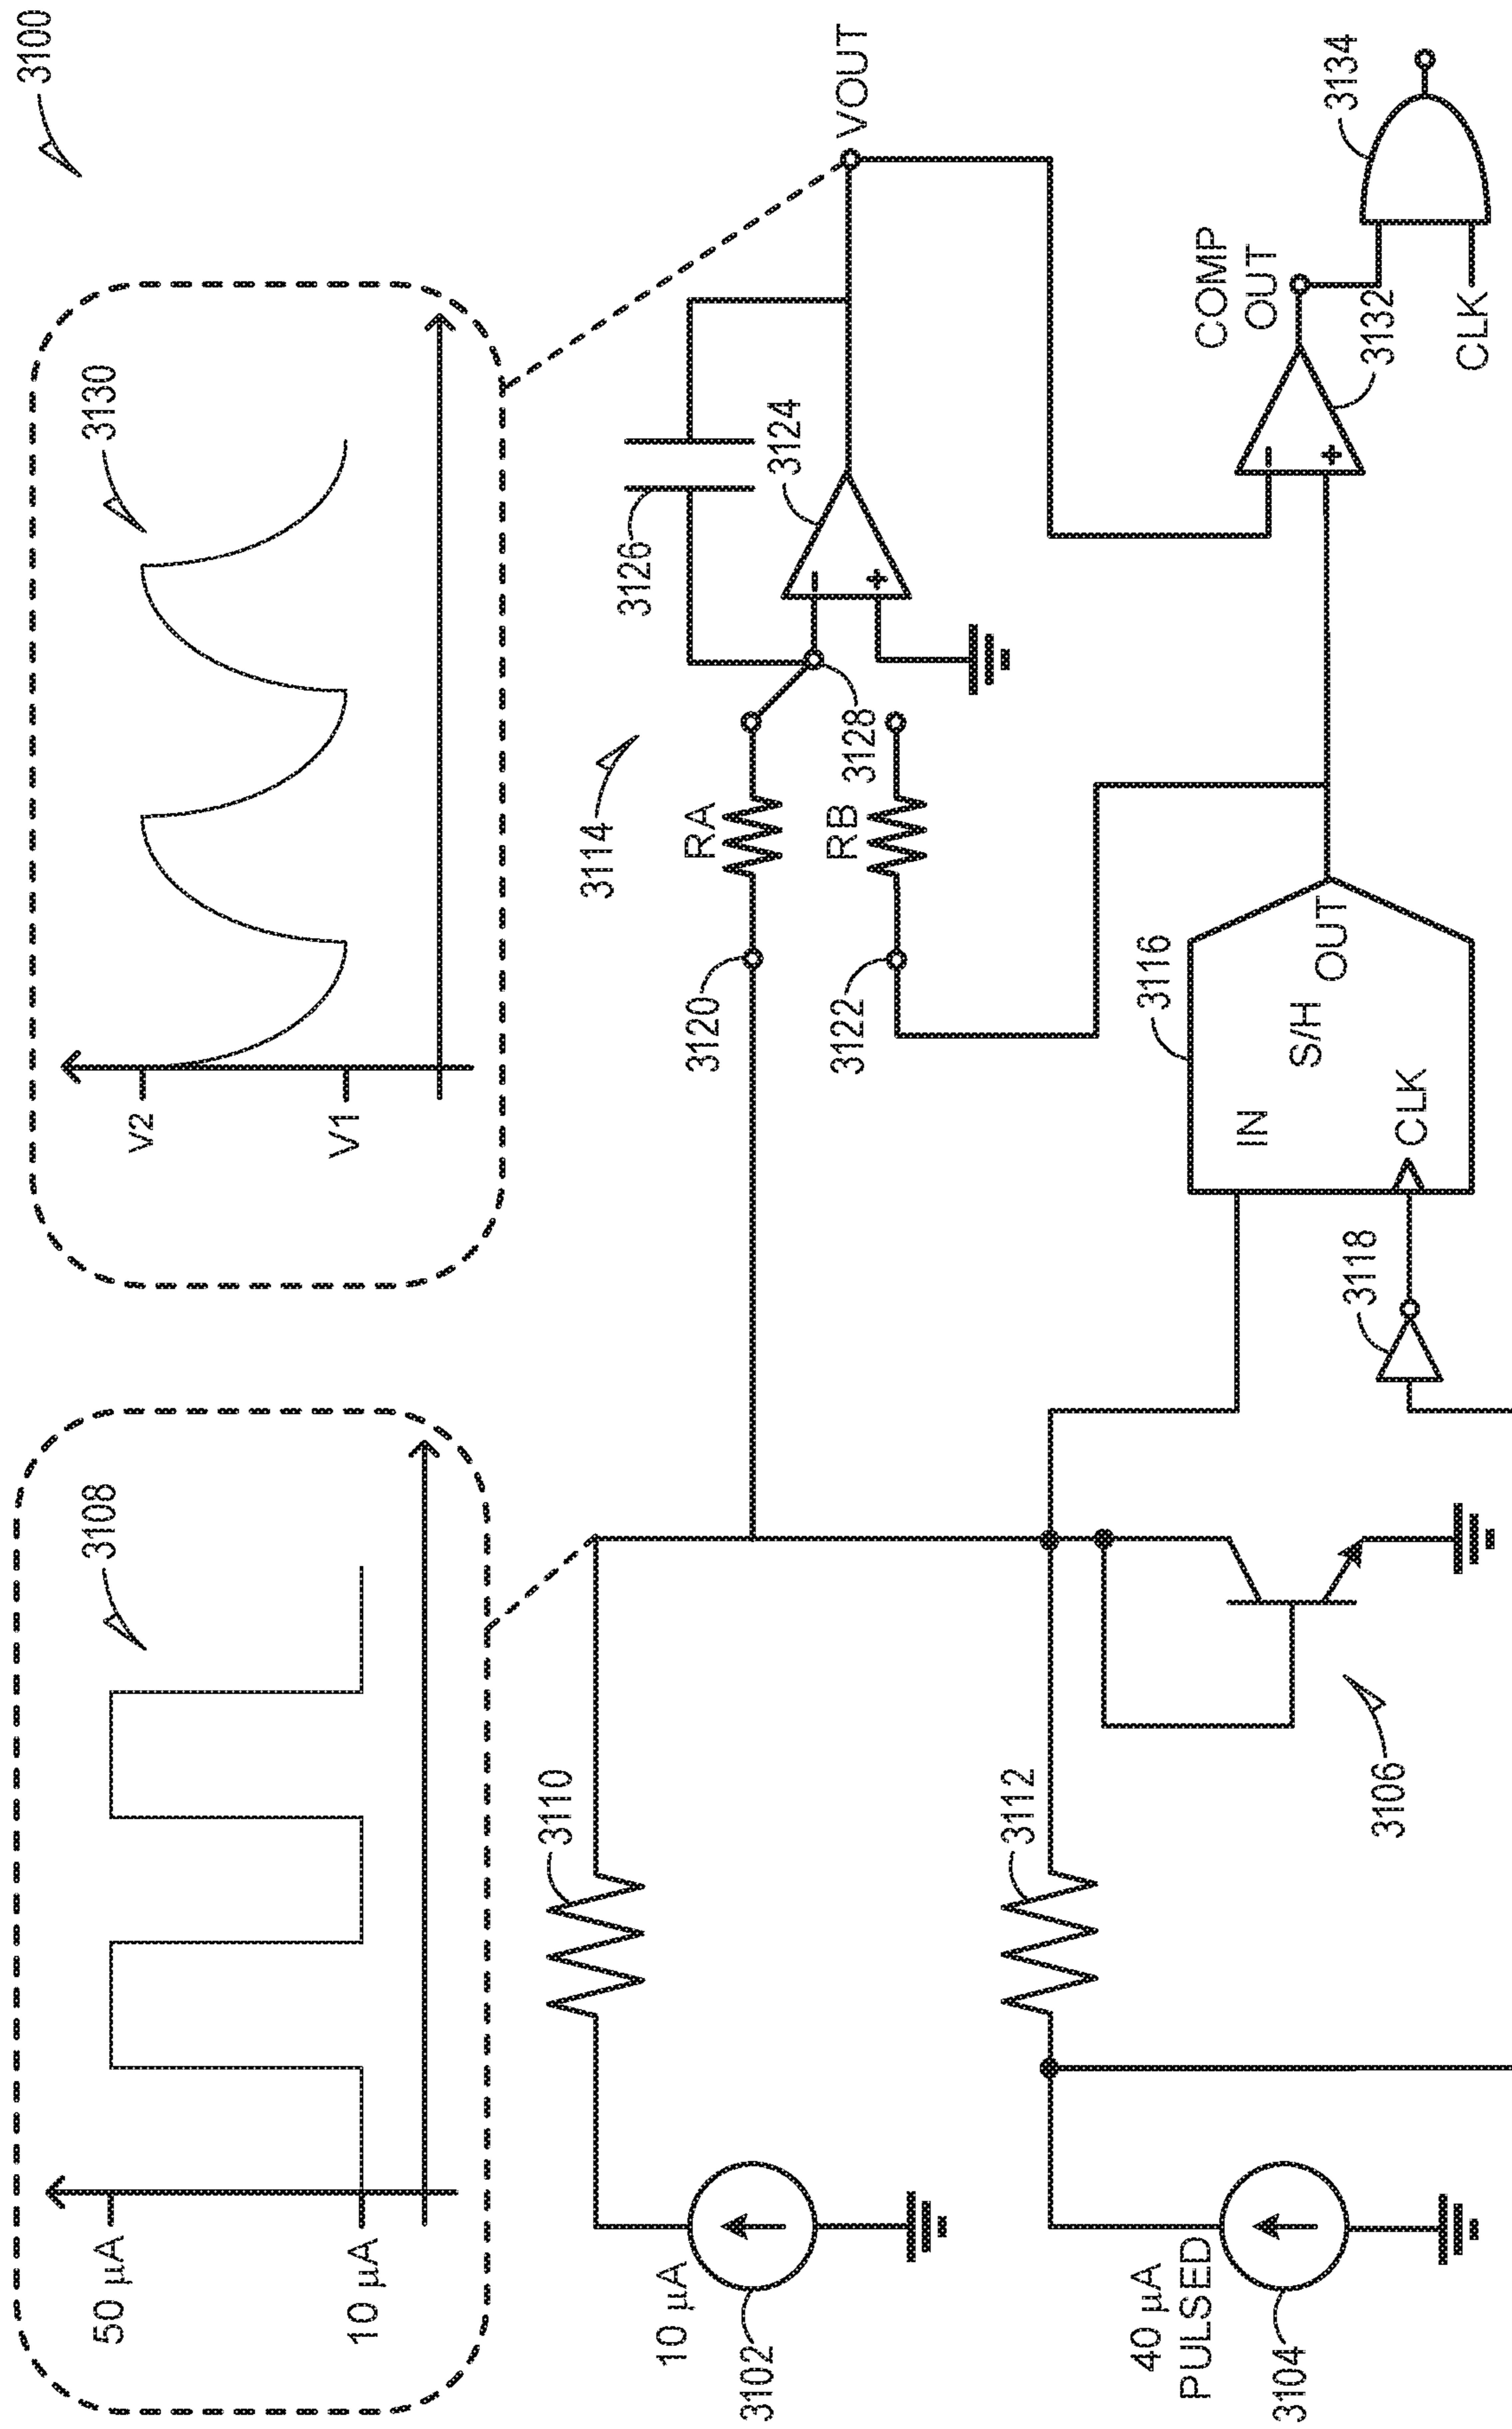 3100
3108
50 µA
10 µA
3130
V2
V1
3110
10 µA
3102
3114
3120
RA
3126
3124
VOUT
3122
RB
3128
3112
40 µA
PULSED
3104
3106
3116
IN
S/H
OUT
CLK
3118
COMP
OUT
-
+
-
+
3132
CLK
3134